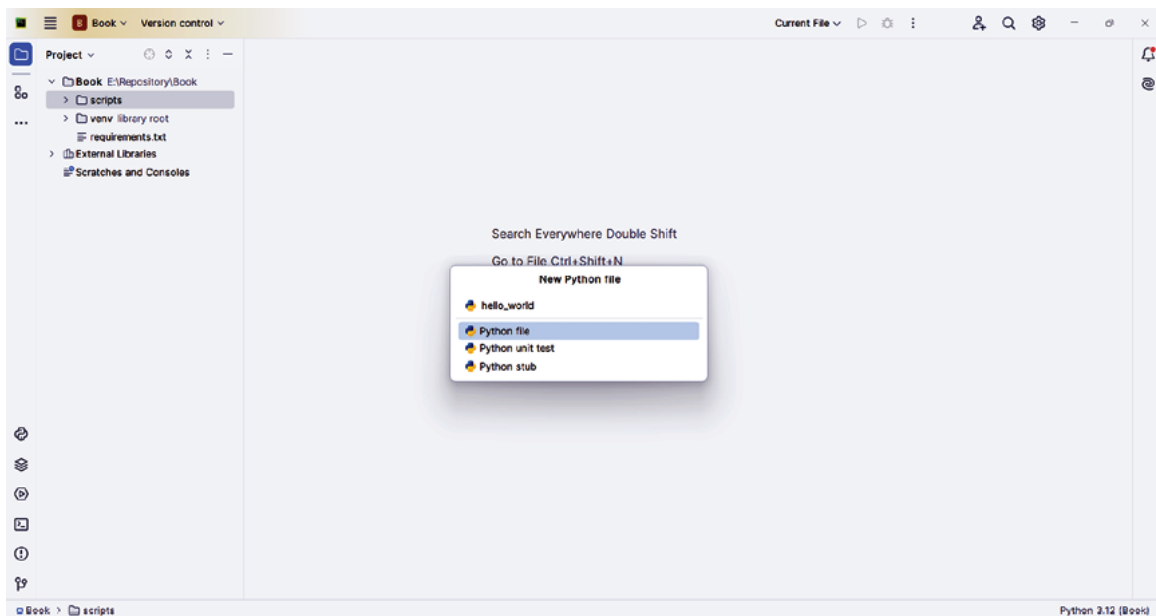 B Book Version control Current File
Project
Book E:\Repository\Book
scripts
venv library root
requirements.txt
External Libraries
Scratches and Consoles
Search Everywhere Double Shift
Go to File Ctrl+Shift+N
New Python file
hello_world
Python file
Python unit test
Python stub
Book > scripts Python 3.12 (Book)